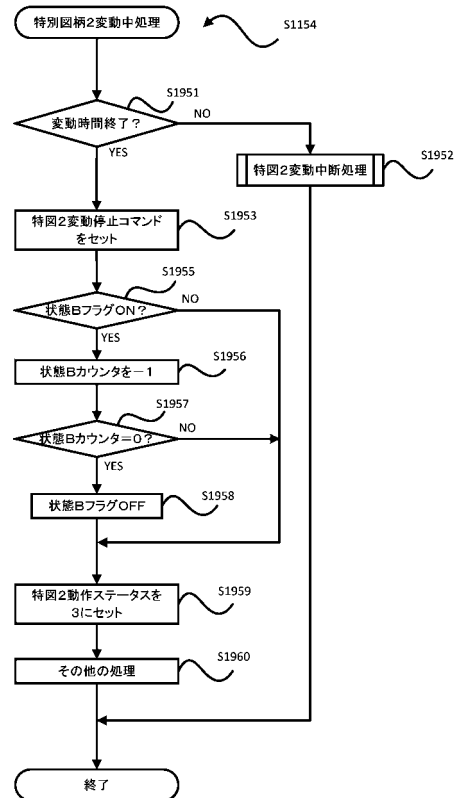 特別図柄2変動中処理
S1154
S1951
変動時間終了?
NO
YES
S1952
特図2変動中断処理
S1953
特図2変動停止コマンド
をセット
S1955
状態BフラグON?
NO
YES
S1956
状態Bカウンタを-1
S1957
状態Bカウンタ=0?
NO
YES
S1958
状態BフラグOFF
S1959
特図2動作ステータスを
3にセット
S1960
その他の処理
終了